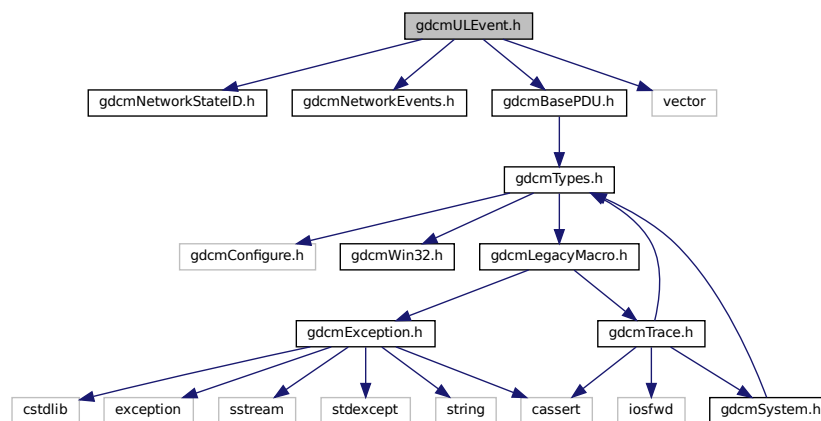 gdcmULEvent.h
gdcmNetworkStateID.h
gdcmNetworkEvents.h
gdcmBasePDU.h
vector
gdcmTypes.h
gdcmConfigure.h
gdcmWin32.h
gdcmLegacyMacro.h
gdcmException.h
gdcmTrace.h
cstdlib
exception
sstream
stdexcept
string
cassert
iosfwd
gdcmSystem.h